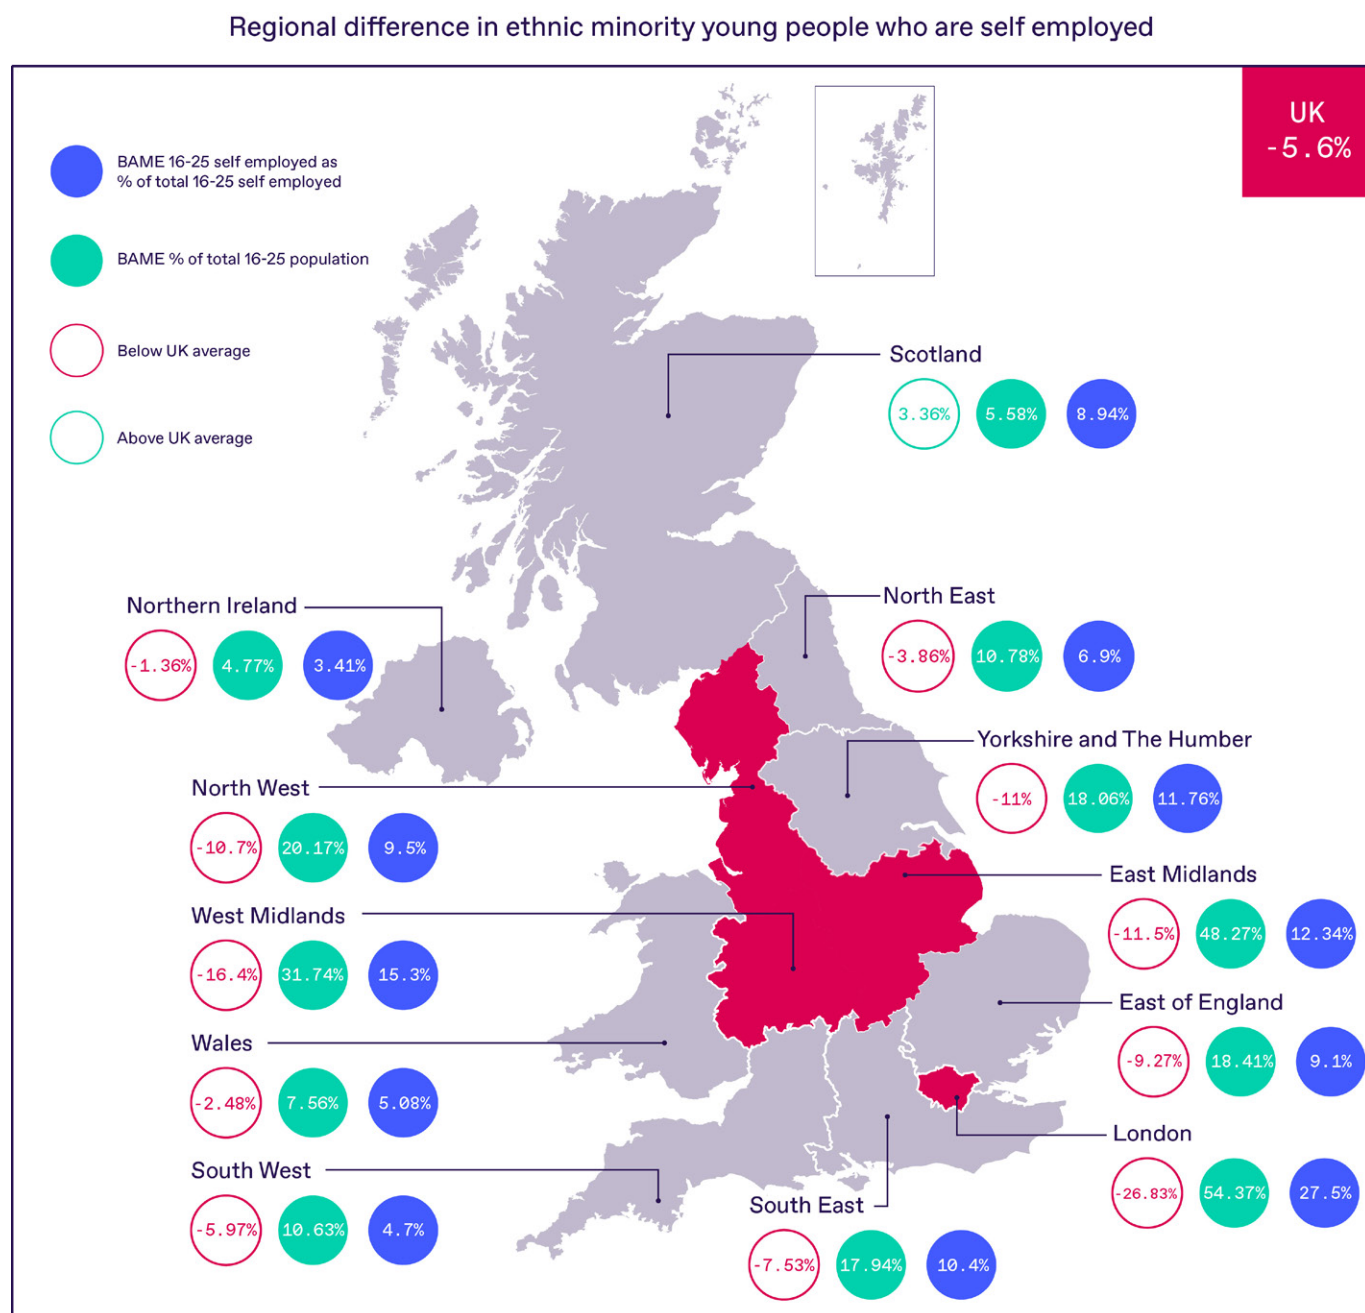 Regional difference in ethnic minority young people who are self employed
UK
-5.6%
BAME 16-25 self employed as
% of total 16-25 self employed
BAME % of total 16-25 population
Below UK average
Above UK average
Scotland
3.36% 5.58% 8.94%
Northern Ireland
-1.36% 4.77% 3.41%
North East
-3.86% 10.78% 6.9%
Yorkshire and The Humber
-11% 18.06% 11.76%
North West
-10.7% 20.17% 9.5%
East Midlands
-11.5% 48.27% 12.34%
West Midlands
-16.4% 31.74% 15.3%
East of England
-9.27% 18.41% 9.1%
Wales
-2.48% 7.56% 5.08%
London
-26.83% 54.37% 27.5%
South West
-5.97% 10.63% 4.7%
South East
-7.53% 17.94% 10.4%